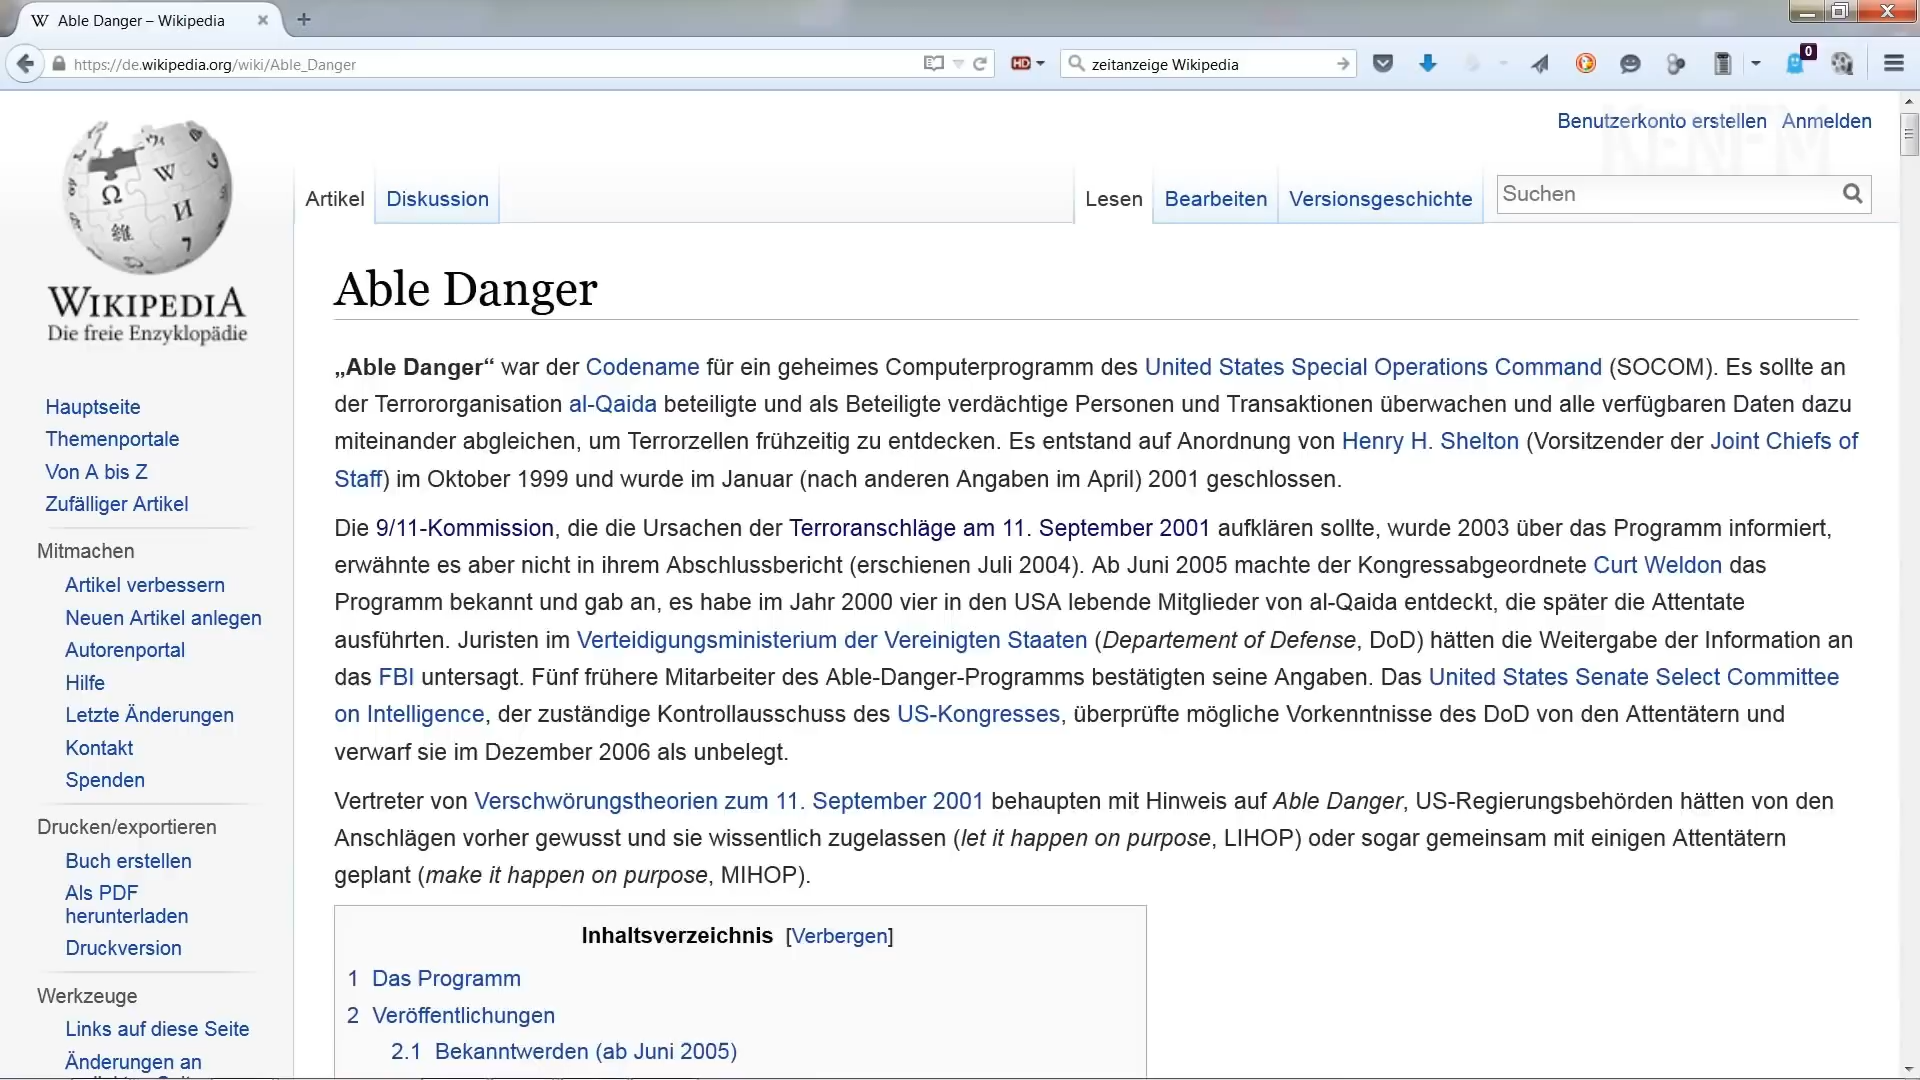 Able Danger – Wikipedia
https://de.wikipedia.org/wiki/Able_Danger
HD
zeitanzeige Wikipedia
0
KENFM
Benutzerkonto erstellen Anmelden
Artikel Diskussion Lesen Bearbeiten Versionsgeschichte Suchen
WIKIPEDIA
Die freie Enzyklopädie
Hauptseite
Themenportale
Von A bis Z
Zufälliger Artikel
Mitmachen
Artikel verbessern
Neuen Artikel anlegen
Autorenportal
Hilfe
Letzte Änderungen
Kontakt
Spenden
Drucken/exportieren
Buch erstellen
Als PDF
herunterladen
Druckversion
Werkzeuge
Links auf diese Seite
Änderungen an
Able Danger
„Able Danger“ war der Codename für ein geheimes Computerprogramm des United States Special Operations Command (SOCOM). Es sollte an
der Terrororganisation al-Qaida beteiligte und als Beteiligte verdächtige Personen und Transaktionen überwachen und alle verfügbaren Daten dazu
miteinander abgleichen, um Terrorzellen frühzeitig zu entdecken. Es entstand auf Anordnung von Henry H. Shelton (Vorsitzender der Joint Chiefs of
Staff) im Oktober 1999 und wurde im Januar (nach anderen Angaben im April) 2001 geschlossen.
Die 9/11-Kommission, die die Ursachen der Terroranschläge am 11. September 2001 aufklären sollte, wurde 2003 über das Programm informiert,
erwähnte es aber nicht in ihrem Abschlussbericht (erschienen Juli 2004). Ab Juni 2005 machte der Kongressabgeordnete Curt Weldon das
Programm bekannt und gab an, es habe im Jahr 2000 vier in den USA lebende Mitglieder von al-Qaida entdeckt, die später die Attentate
ausführten. Juristen im Verteidigungsministerium der Vereinigten Staaten (Departement of Defense, DoD) hätten die Weitergabe der Information an
das FBI untersagt. Fünf frühere Mitarbeiter des Able-Danger-Programms bestätigten seine Angaben. Das United States Senate Select Committee
on Intelligence, der zuständige Kontrollausschuss des US-Kongresses, überprüfte mögliche Vorkenntnisse des DoD von den Attentätern und
verwarf sie im Dezember 2006 als unbelegt.
Vertreter von Verschwörungstheorien zum 11. September 2001 behaupten mit Hinweis auf Able Danger, US-Regierungsbehörden hätten von den
Anschlägen vorher gewusst und sie wissentlich zugelassen (let it happen on purpose, LIHOP) oder sogar gemeinsam mit einigen Attentätern
geplant (make it happen on purpose, MIHOP).
Inhaltsverzeichnis [Verbergen]
1 Das Programm
2 Veröffentlichungen
2.1 Bekanntwerden (ab Juni 2005)